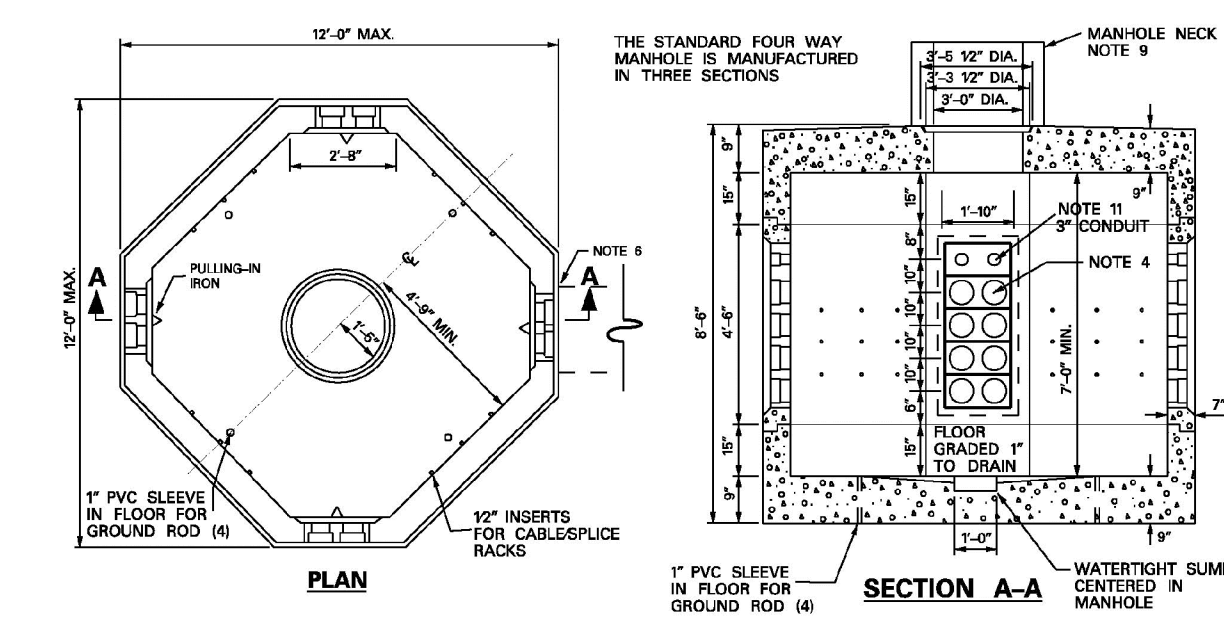 12'-0" MAX.
THE STANDARD FOUR WAY
MANHOLE IS MANUFACTURED
IN THREE SECTIONS
MANHOLE NECK
NOTE 9
3'-5 1/2" DIA.
3'-3 1/2" DIA.
3'-0" DIA.
2'-8"
12'-0" MAX.
A
PULLING-IN
IRON
℄
4'-9" MIN.
1'-5"
NOTE 6
A
1" PVC SLEEVE
IN FLOOR FOR
GROUND ROD (4)
1/2" INSERTS
FOR CABLE/SPLICE
RACKS
PLAN
8'-6"
9"
15"
4'-6"
15"
9"
15"
8"
10"
10"
10"
10"
6"
15"
1'-10"
9"
NOTE 11
3" CONDUIT
NOTE 4
7'-0" MIN.
7"
FLOOR
GRADED 1"
TO DRAIN
1'-0"
9"
1" PVC SLEEVE
IN FLOOR FOR
GROUND ROD (4)
SECTION A-A
WATERTIGHT SUM
CENTERED IN
MANHOLE